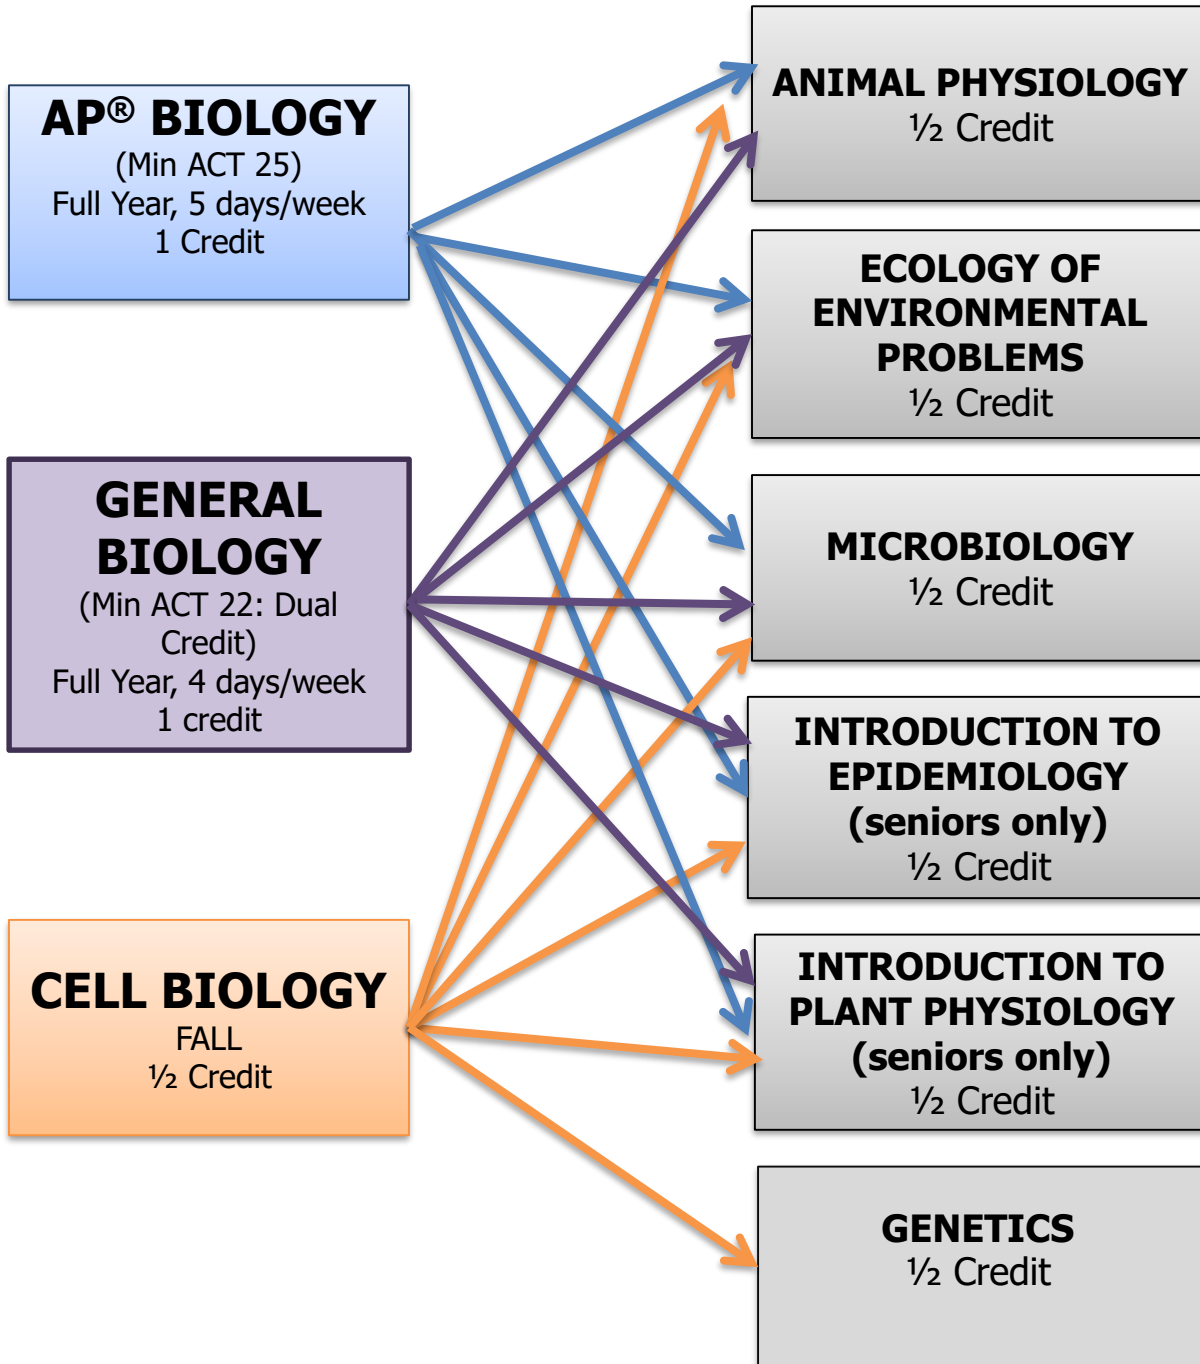 AP® BIOLOGY
(Min ACT 25)
Full Year, 5 days/week
1 Credit
GENERAL
BIOLOGY
(Min ACT 22: Dual
Credit)
Full Year, 4 days/week
1 credit
CELL BIOLOGY
FALL
½ Credit
ANIMAL PHYSIOLOGY
½ Credit
ECOLOGY OF
ENVIRONMENTAL
PROBLEMS
½ Credit
MICROBIOLOGY
½ Credit
INTRODUCTION TO
EPIDEMIOLOGY
(seniors only)
½ Credit
INTRODUCTION TO
PLANT PHYSIOLOGY
(seniors only)
½ Credit
GENETICS
½ Credit